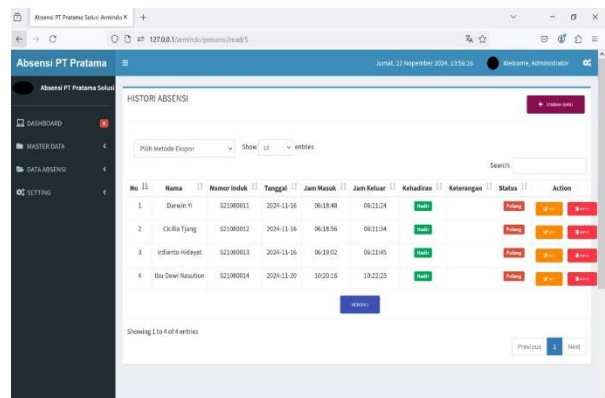 Absensi PT Pratama Solusi Armindo X
127.0.0.1/armindo/presensi/read/5
Absensi PT Pratama
Jumat, 22 Nopember 2024, 13:56:16
Welcome, Administrator
Absensi PT Pratama Solusi
DASHBOARD
MASTER DATA
DATA ABSENSI
SETTING
HISTORI ABSENSI
TAMBAH BARU
Pilih Metode Ekspor
Show 10 entries
Search:
No Nama Nomor Induk Tanggal Jam Masuk Jam Keluar Kehadiran Keterangan Status Action
1 Darwin Yi S21080011 2024-11-16 06:18:48 06:21:24 Hadir Pulang
2 Cicilia Tjang S21080012 2024-11-16 06:18:56 06:21:34 Hadir Pulang
3 Irdianto Hidayat S21080013 2024-11-16 06:19:02 06:21:45 Hadir Pulang
4 Ibu Dewi Nasution S21080014 2024-11-20 10:20:16 10:22:25 Hadir Pulang
KEMBALI
Showing 1 to 4 of 4 entries
Previous 1 Next